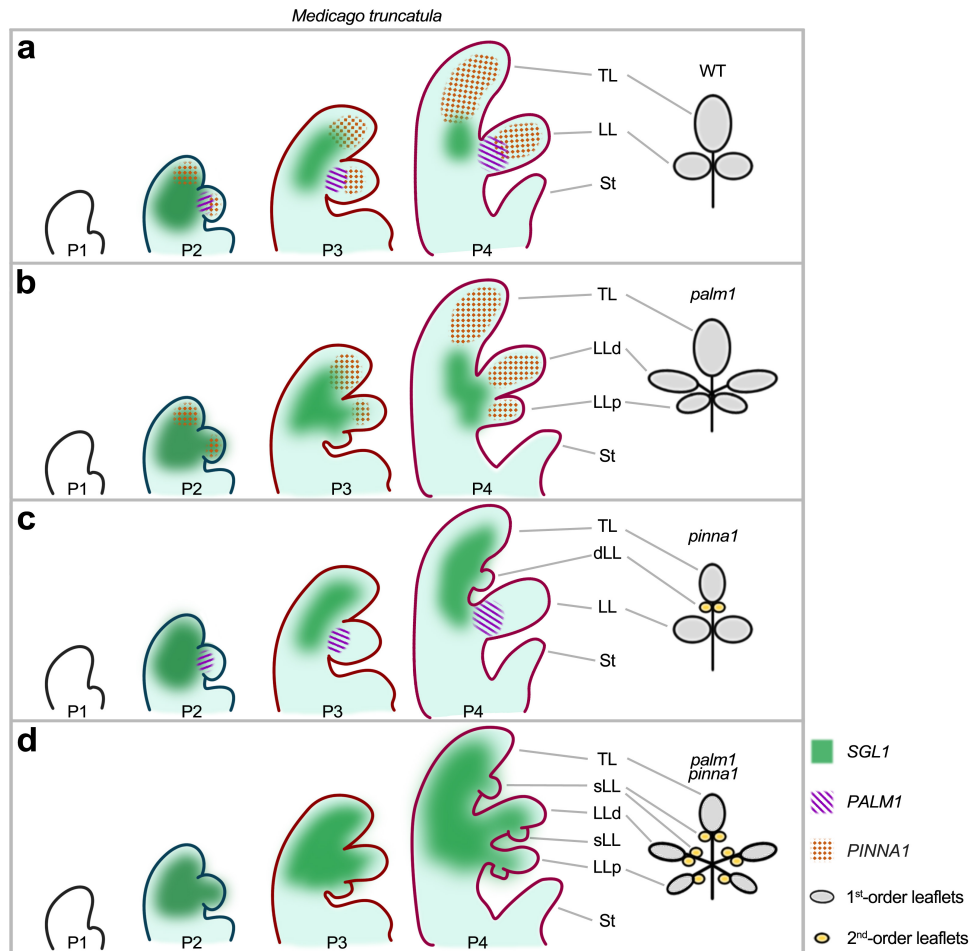 Medicago truncatula
a
TL
WT
LL
St
P1
P2
P3
P4
b
TL
palm1
LLd
LLp
St
P1
P2
P3
P4
c
TL
pinna1
dLL
LL
St
P1
P2
P3
P4
d
TL
palm1
pinna1
sLL
LLd
sLL
LLp
St
P1
P2
P3
P4
SGL1
PALM1
PINNA1
1st-order leaflets
2nd-order leaflets